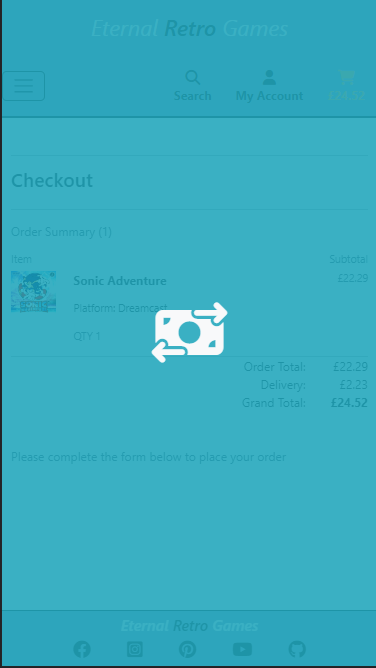 Eternal Retro Games
Search
My Account
£24.52
Checkout
Order Summary (1)
Item Subtotal
Sonic Adventure £22.29
Platform: Dreamcast
QTY 1
Order Total: £22.29
Delivery: £2.23
Grand Total: £24.52
Please complete the form below to place your order
Eternal Retro Games